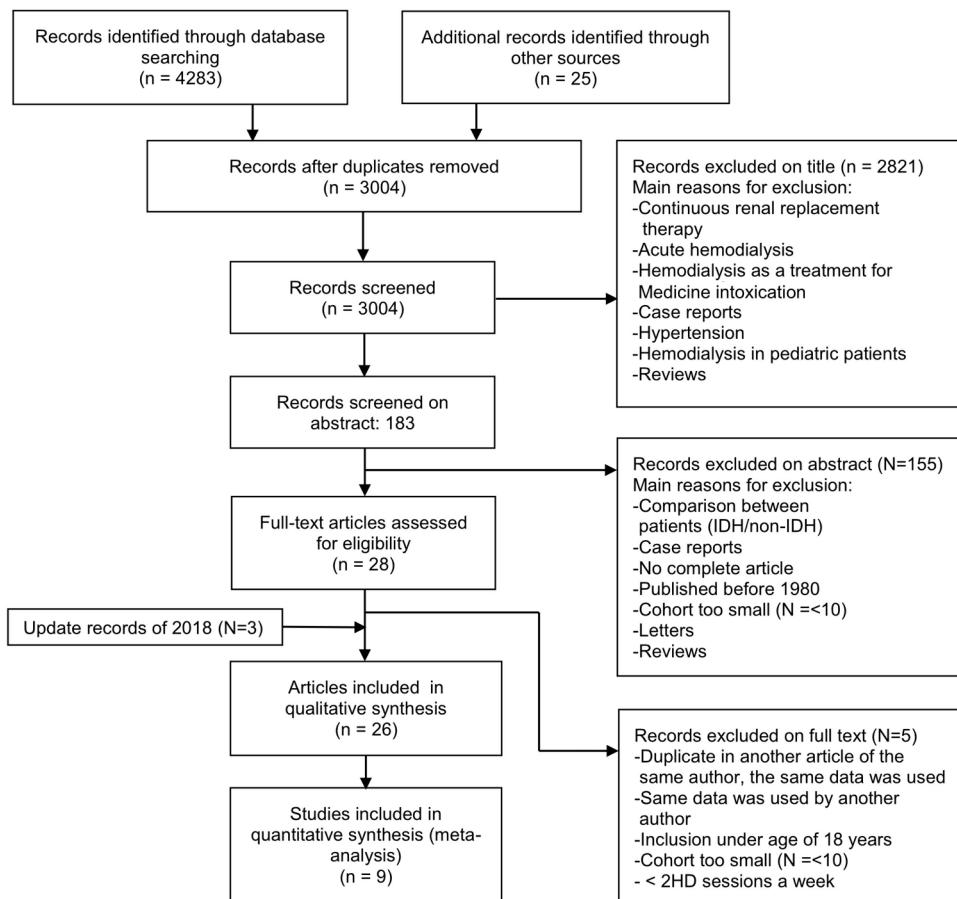 Records identified through database
searching
(n = 4283)
Additional records identified through
other sources
(n = 25)
Records after duplicates removed
(n = 3004)
Records screened
(n = 3004)
Records excluded on title (n = 2821)
Main reasons for exclusion:
-Continuous renal replacement
therapy
-Acute hemodialysis
-Hemodialysis as a treatment for
Medicine intoxication
-Case reports
-Hypertension
-Hemodialysis in pediatric patients
-Reviews
Records screened on
abstract: 183
Records excluded on abstract (N=155)
Main reasons for exclusion:
-Comparison between
patients (IDH/non-IDH)
-Case reports
-No complete article
-Published before 1980
-Cohort too small (N =<10)
-Letters
-Reviews
Full-text articles assessed
for eligibility
(n = 28)
Update records of 2018 (N=3)
Articles included in
qualitative synthesis
(n = 26)
Records excluded on full text (N=5)
-Duplicate in another article of the
same author, the same data was used
-Same data was used by another
author
-Inclusion under age of 18 years
-Cohort too small (N =<10)
- < 2HD sessions a week
Studies included in
quantitative synthesis (meta-
analysis)
(n = 9)